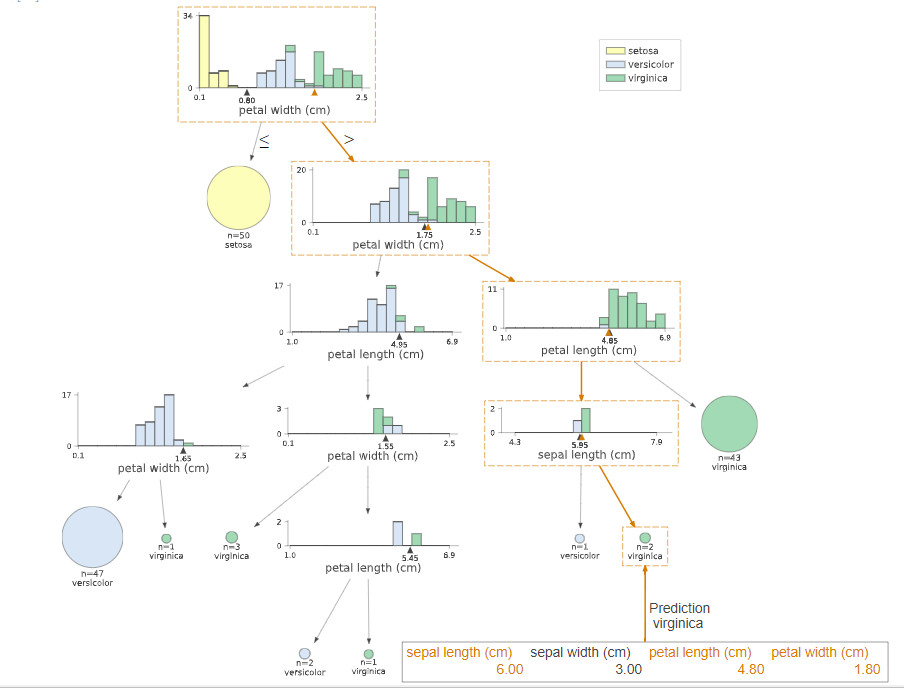 34
0
0.1
0.80
2.5
petal width (cm)
setosa
versicolor
virginica
≤
>
n=50
setosa
20
0
0.1
1.75
2.5
petal width (cm)
17
0
1.0
4.95
6.9
petal length (cm)
11
0
1.0
4.85
6.9
petal length (cm)
17
0
0.1
1.65
2.5
petal width (cm)
3
0
0.1
1.55
2.5
petal width (cm)
2
0
4.3
5.95
7.9
sepal length (cm)
n=43
virginica
n=47
versicolor
n=1
virginica
n=3
virginica
2
0
1.0
5.45
6.9
petal length (cm)
n=1
versicolor
n=2
virginica
n=2
versicolor
n=1
virginica
Prediction
virginica
sepal length (cm) sepal width (cm) petal length (cm) petal width (cm)
6.00 3.00 4.80 1.80